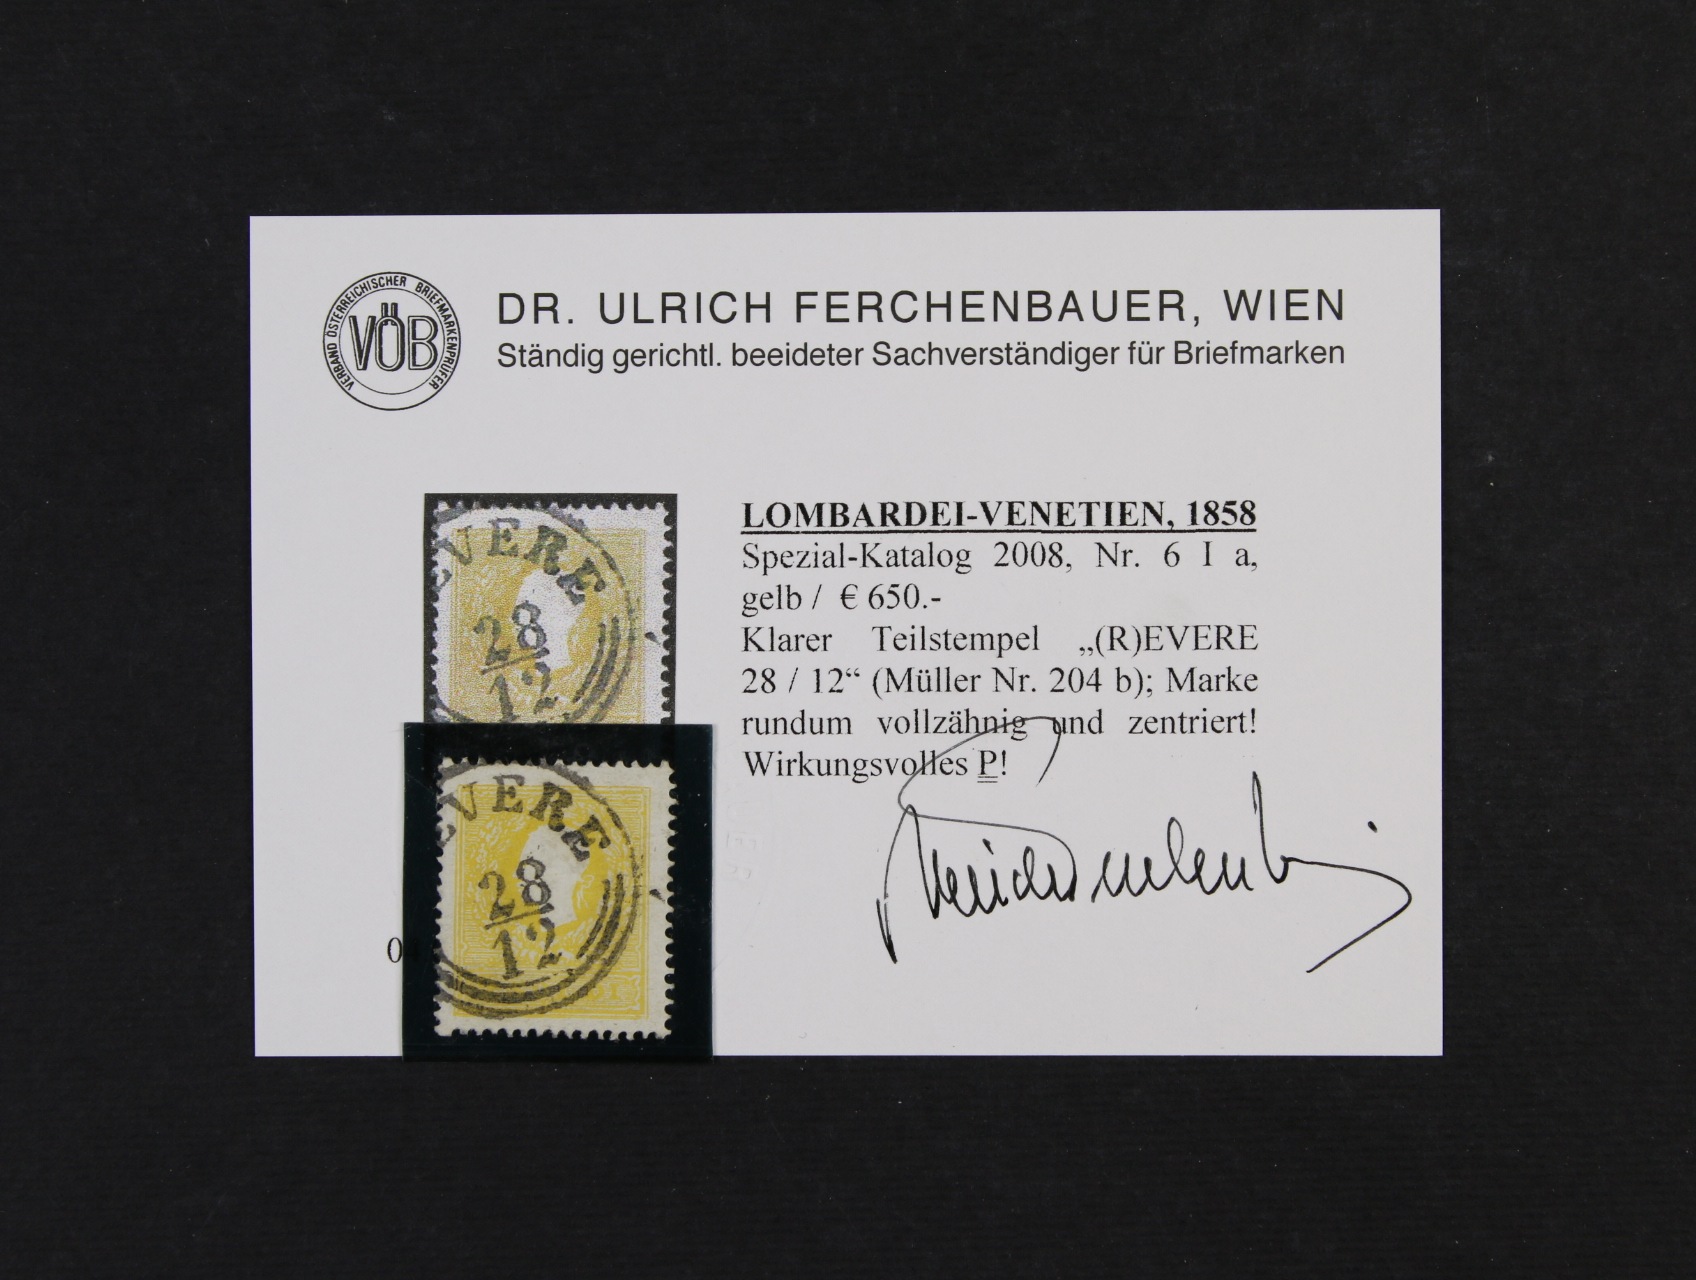 VERBAND ÖSTERREICHISCHER BRIEFMARKENPRÜFER
VÖB
DR. ULRICH FERCHENBAUER, WIEN
Ständig gerichtl. beeideter Sachverständiger für Briefmarken
EVERE
28
12
LOMBARDEI-VENETIEN, 1858
Spezial-Katalog 2008, Nr. 6 I a,
gelb / € 650.-
Klarer Teilstempel „(R)EVERE
28 / 12“ (Müller Nr. 204 b); Marke
rundum vollzähnig und zentriert!
Wirkungsvolles P!
EVERE
28
12